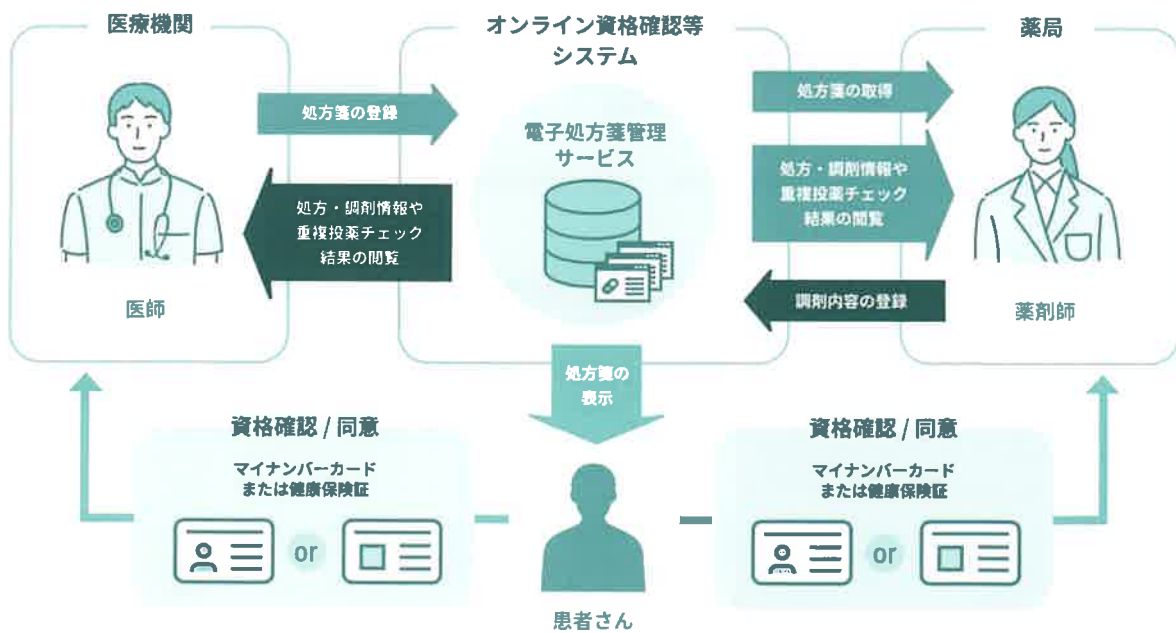 医療機関
オンライン資格確認等
システム
薬局
処方箋の登録
処方箋の取得
電子処方箋管理
サービス
処方・調剤情報や
重複投薬チェック
結果の閲覧
処方・調剤情報や
重複投薬チェック
結果の閲覧
調剤内容の登録
医師
薬剤師
処方箋の
表示
資格確認 / 同意
マイナンバーカード
または健康保険証
or
資格確認 / 同意
マイナンバーカード
または健康保険証
or
患者さん